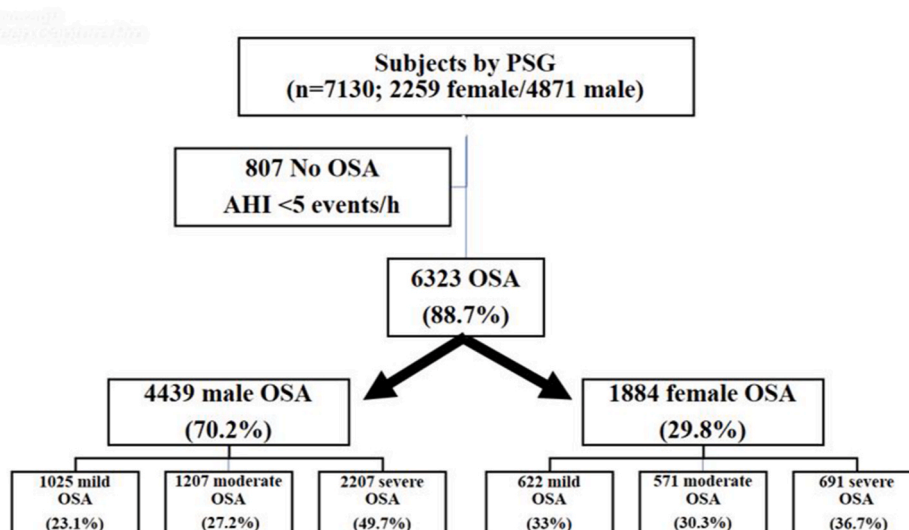 Subjects by PSG
(n=7130; 2259 female/4871 male)
807 No OSA
AHI <5 events/h
6323 OSA
(88.7%)
4439 male OSA
(70.2%)
1884 female OSA
(29.8%)
1025 mild
OSA
(23.1%)
1207 moderate
OSA
(27.2%)
2207 severe
OSA
(49.7%)
622 mild
OSA
(33%)
571 moderate
OSA
(30.3%)
691 severe
OSA
(36.7%)